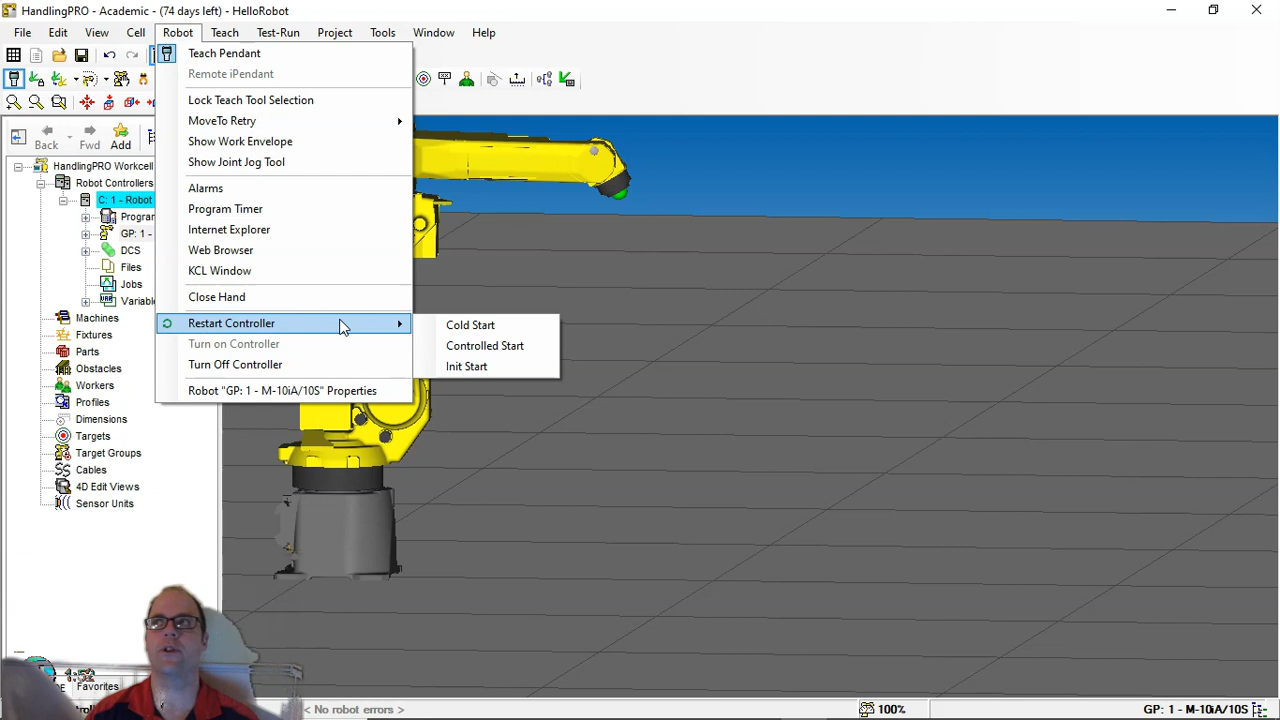 HandlingPRO - Academic - (74 days left) - HelloRobot
File Edit View Cell Robot Teach Test-Run Project Tools Window Help
Teach Pendant
Remote iPendant
Lock Teach Tool Selection
MoveTo Retry
Show Work Envelope
Show Joint Jog Tool
Alarms
Program Timer
Internet Explorer
Web Browser
KCL Window
Close Hand
Restart Controller
Turn on Controller
Turn Off Controller
Robot "GP: 1 - M-10iA/10S" Properties
Cold Start
Controlled Start
Init Start
Back Fwd Add
HandlingPRO Workcell
Robot Controllers
C: 1 - Robot
Prograr
GP: 1 -
DCS
Files
Jobs
Variabl
Machines
Fixtures
Parts
Obstacles
Workers
Profiles
Dimensions
Targets
Target Groups
Cables
4D Edit Views
Sensor Units
Favorites
< No robot errors >
100%
GP: 1 - M-10iA/10S